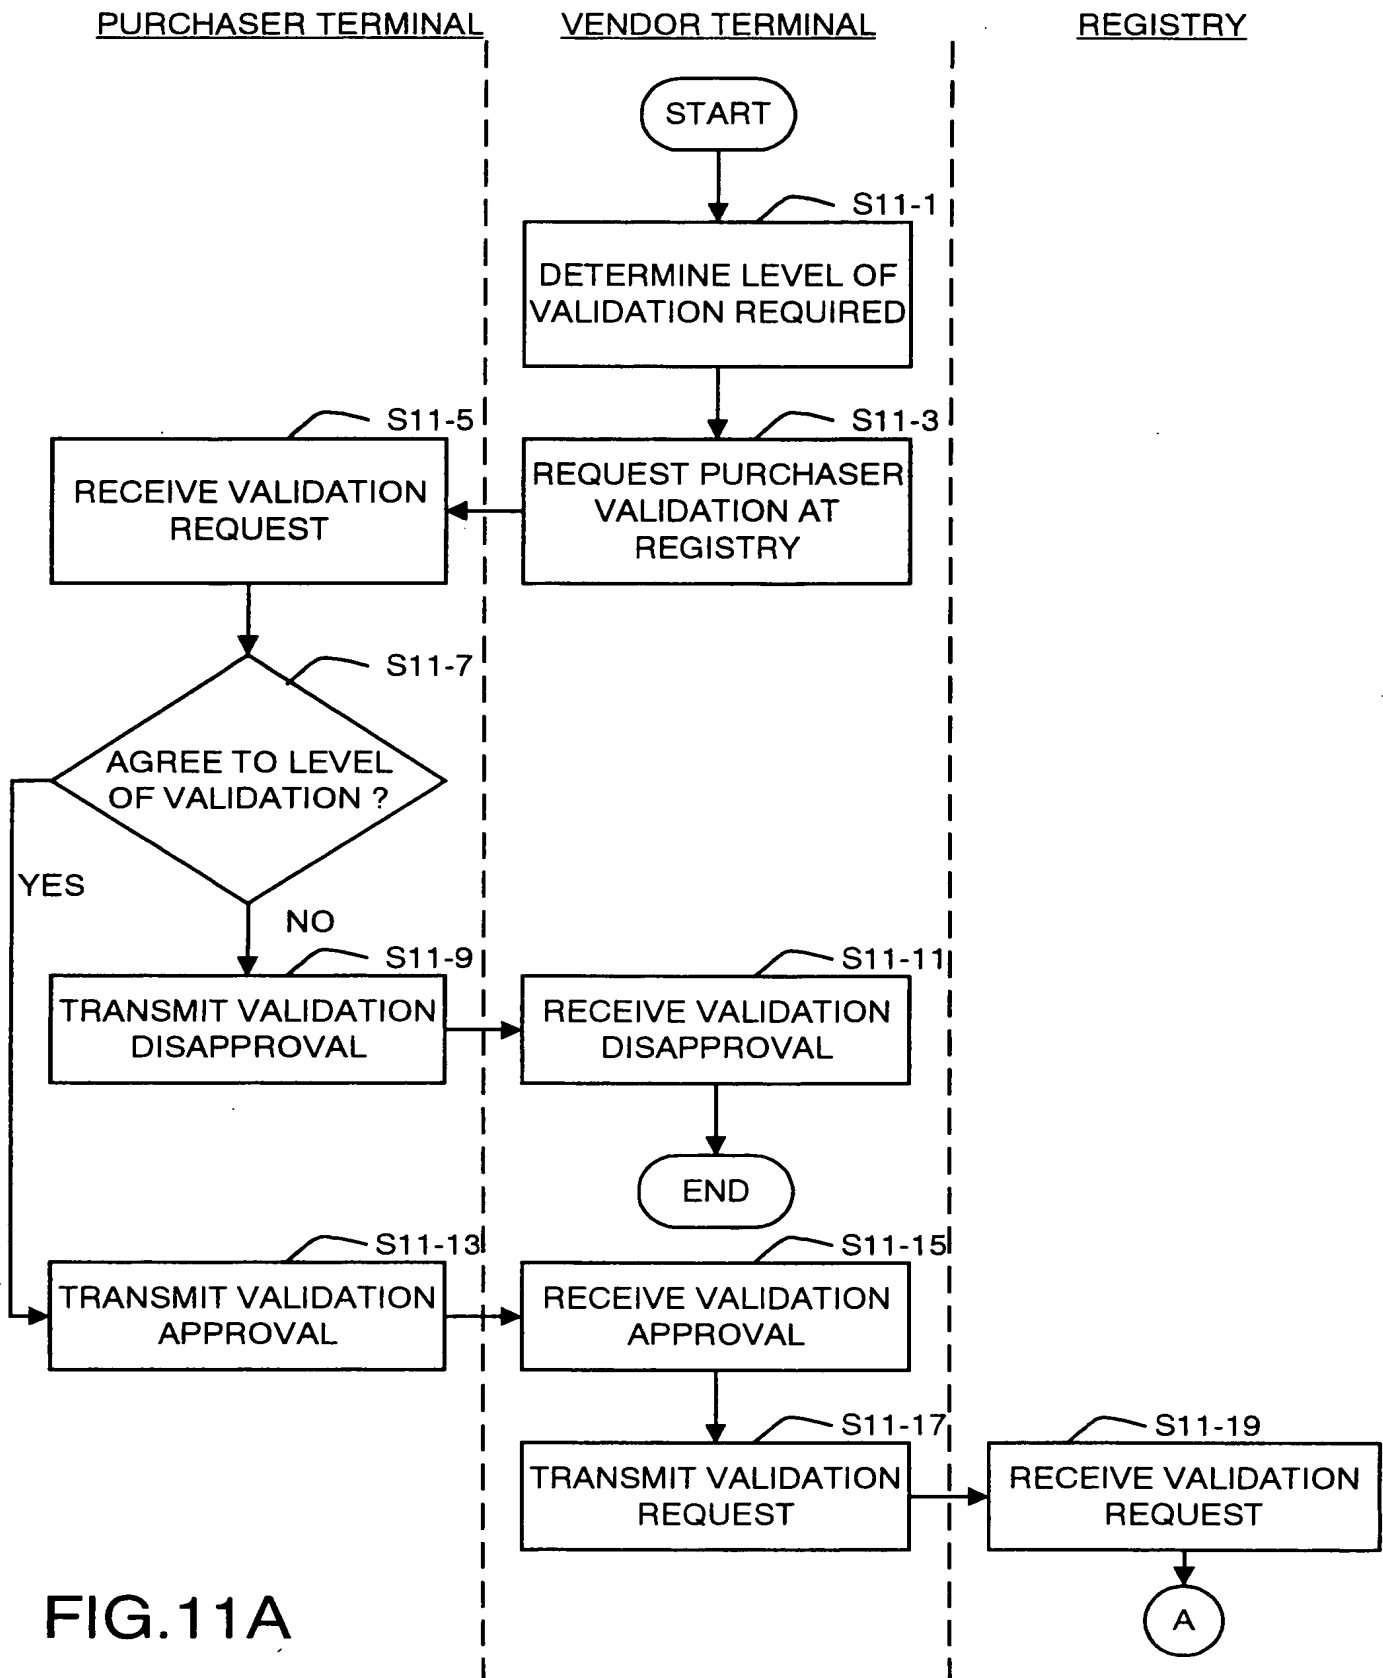 PURCHASER TERMINAL
VENDOR TERMINAL
REGISTRY
START
S11-1
DETERMINE LEVEL OF
VALIDATION REQUIRED
S11-5
S11-3
RECEIVE VALIDATION
REQUEST
REQUEST PURCHASER
VALIDATION AT
REGISTRY
S11-7
AGREE TO LEVEL
OF VALIDATION ?
YES
NO
S11-9
S11-11
TRANSMIT VALIDATION
DISAPPROVAL
RECEIVE VALIDATION
DISAPPROVAL
END
S11-13
S11-15
TRANSMIT VALIDATION
APPROVAL
RECEIVE VALIDATION
APPROVAL
S11-17
S11-19
TRANSMIT VALIDATION
REQUEST
RECEIVE VALIDATION
REQUEST
A
FIG.11A